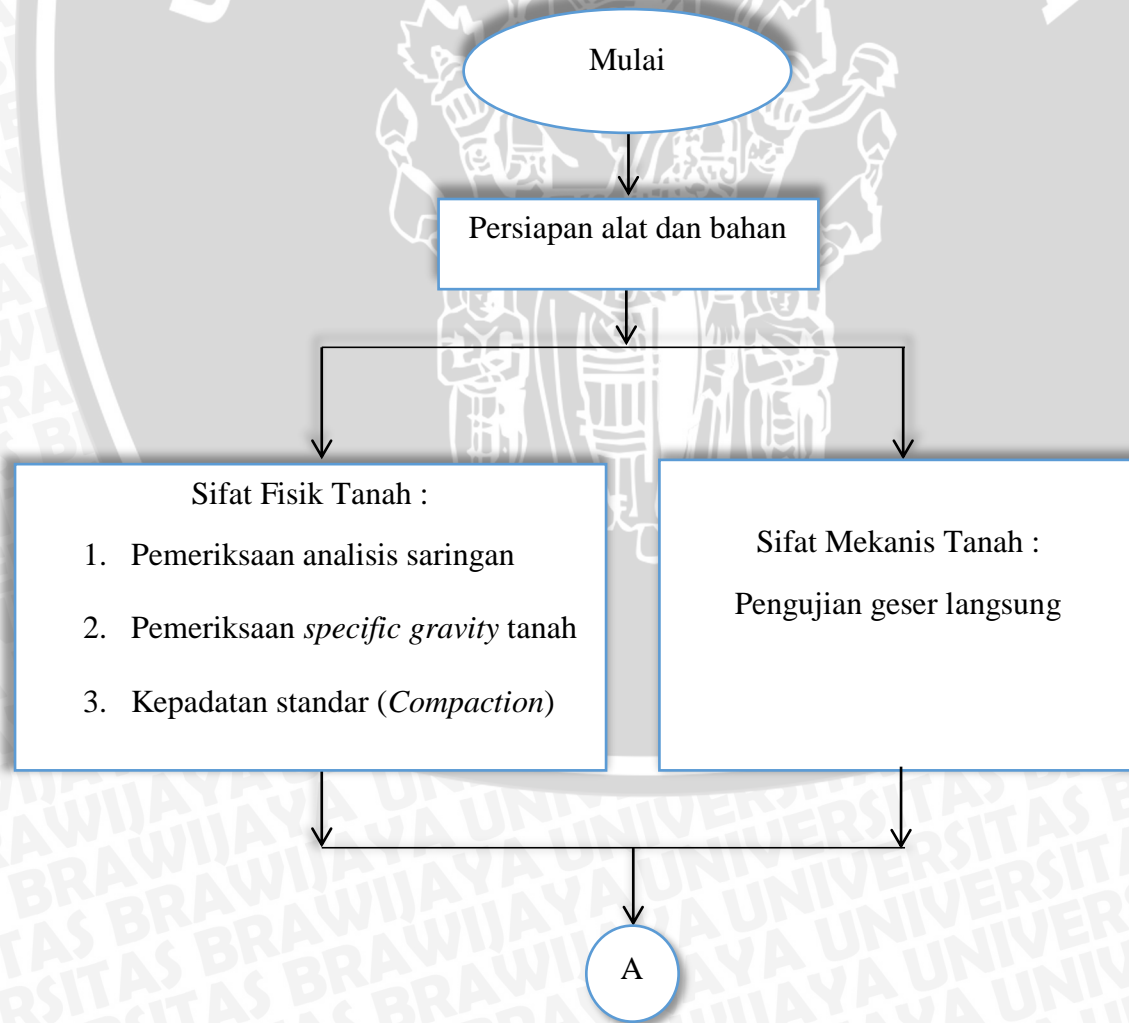 Mulai
Persiapan alat dan bahan
Sifat Fisik Tanah :
1. Pemeriksaan analisis saringan
2. Pemeriksaan specific gravity tanah
3. Kepadatan standar (Compaction)
Sifat Mekanis Tanah :
Pengujian geser langsung
A